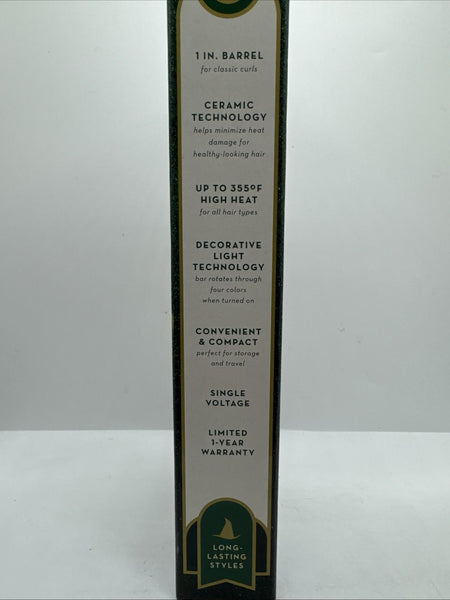 1 IN. BARREL
for classic curls
CERAMIC
TECHNOLOGY
helps minimize heat
damage for
healthy-looking hair
UP TO 355ºF
HIGH HEAT
for all hair types
DECORATIVE
LIGHT
TECHNOLOGY
bar rotates through
four colors
when turned on
CONVENIENT
& COMPACT
perfect for storage
and travel
SINGLE
VOLTAGE
LIMITED
1-YEAR
WARRANTY
LONG-
LASTING
STYLES